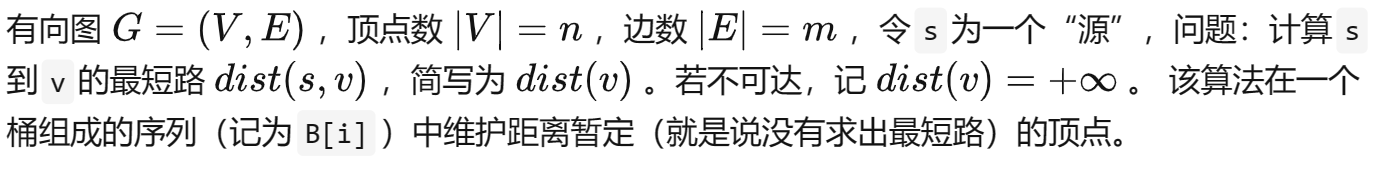 有向图 G = (V, E) ，顶点数 |V| = n ，边数 |E| = m ，令 s 为一个“源”，问题：计算 s
到 v 的最短路 dist(s, v) ，简写为 dist(v) 。若不可达，记 dist(v) = +∞ 。 该算法在一个
桶组成的序列（记为 B[i] ）中维护距离暂定（就是说没有求出最短路）的顶点。